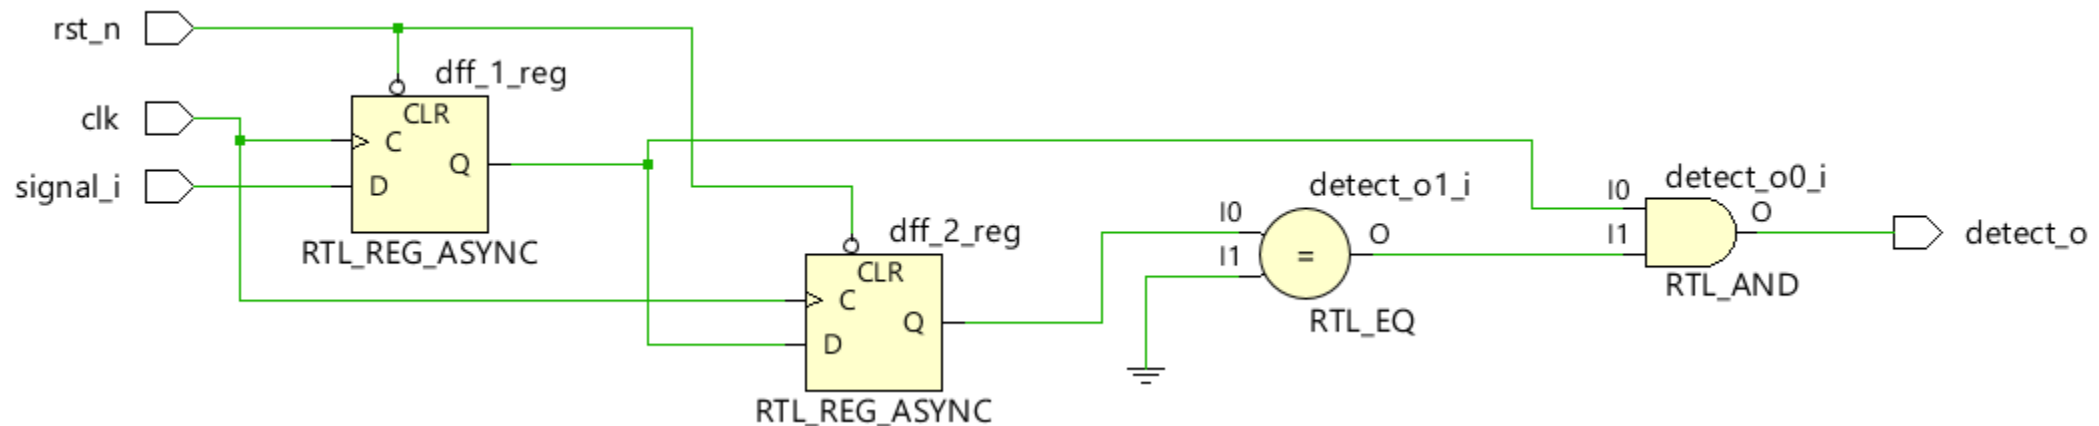 rst_n
dff_1_reg
clk
CLR
C
Q
signal_i
D
RTL_REG_ASYNC
dff_2_reg
CLR
C
Q
D
RTL_REG_ASYNC
detect_o1_i
I0
I1
O
=
RTL_EQ
detect_o0_i
I0
O
I1
RTL_AND
detect_o